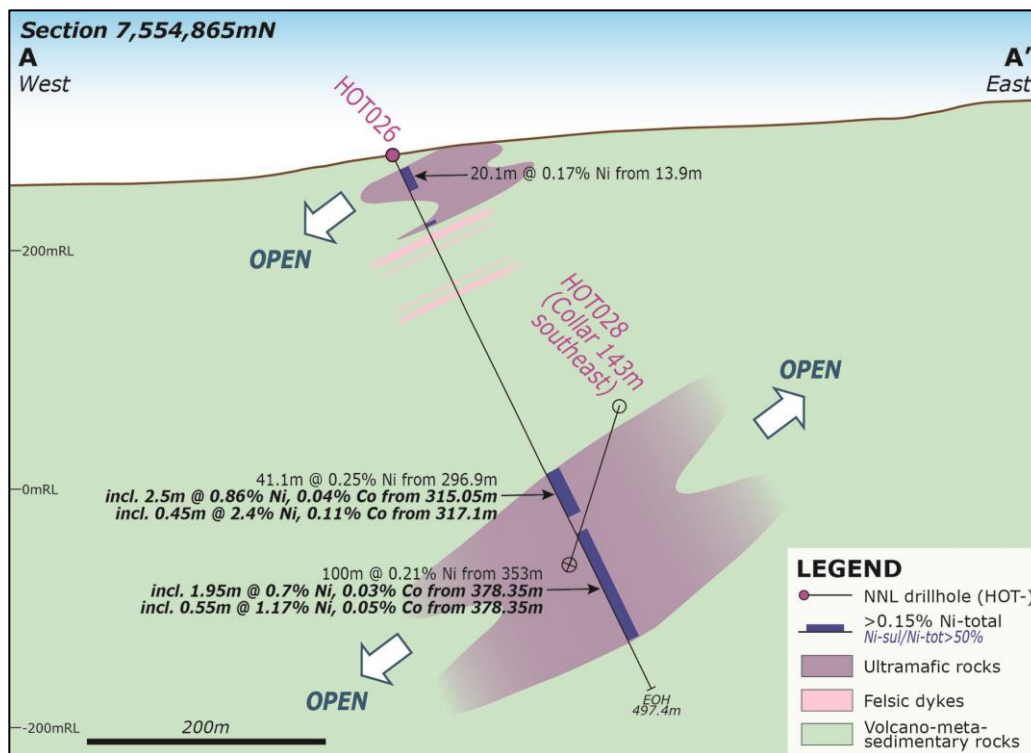 Section 7,554,865mN
A
West
A'
East
HOT026
20.1m @ 0.17% Ni from 13.9m
OPEN
200mRL
HOT028
(Collar 143m
southeast)
OPEN
0mRL
41.1m @ 0.25% Ni from 296.9m
incl. 2.5m @ 0.86% Ni, 0.04% Co from 315.05m
incl. 0.45m @ 2.4% Ni, 0.11% Co from 317.1m
100m @ 0.21% Ni from 353m
incl. 1.95m @ 0.7% Ni, 0.03% Co from 378.35m
incl. 0.55m @ 1.17% Ni, 0.05% Co from 378.35m
OPEN
EOH
497.4m
-200mRL
200m
LEGEND
NNL drillhole (HOT-)
>0.15% Ni-total
Ni-sul/Ni-tot>50%
Ultramafic rocks
Felsic dykes
Volcano-meta-
sedimentary rocks